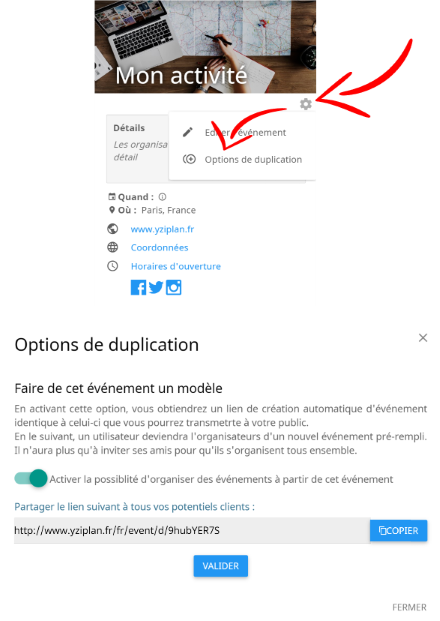 Mon activité
Détails
Les organisa
détail
Editer l'événement
Options de duplication
Quand :
Où : Paris, France
www.yziplan.fr
Coordonnées
Horaires d'ouverture
Options de duplication
Faire de cet événement un modèle
En activant cette option, vous obtiendrez un lien de création automatique d'événement
identique à celui-ci que vous pourrez transmetrte à votre public.
En le suivant, un utilisateur deviendra l'organisateurs d'un nouvel événement pré-rempli.
Il n'aura plus qu'à inviter ses amis pour qu'ils s'organisent tous ensemble.
Activer la possiblité d'organiser des événements à partir de cet événement
Partager le lien suivant à tous vos potentiels clients :
http://www.yziplan.fr/fr/event/d/9hubYER7S
COPIER
VALIDER
FERMER